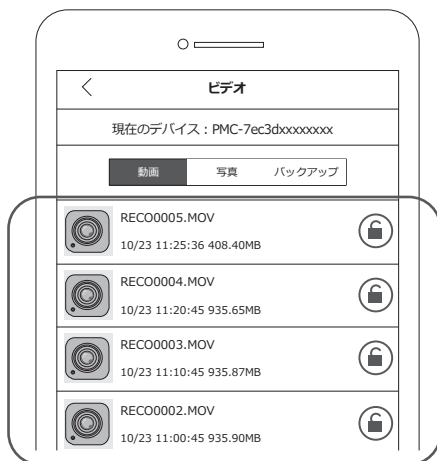 ビデオ
現在のデバイス：PMC-7ec3dxxxxxxxx
動画 写真 バックアップ
RECO0005.MOV
10/23 11:25:36 408.40MB
RECO0004.MOV
10/23 11:20:45 935.65MB
RECO0003.MOV
10/23 11:10:45 935.87MB
RECO0002.MOV
10/23 11:00:45 935.90MB